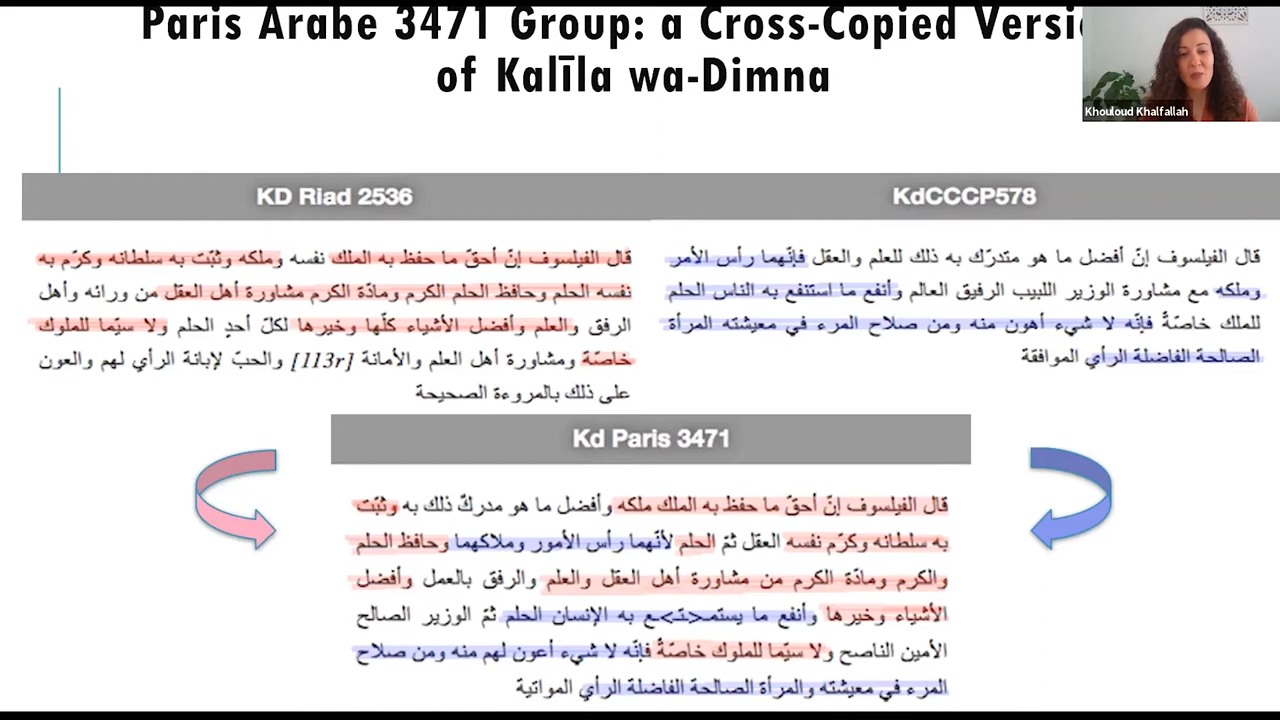 Paris Arabe 3471 Group: a Cross-Copied Versi
of Kalīla wa-Dimna
Khouloud Khalfallah
KD Riad 2536
قال الفيلسوف إنّ أحقّ ما حفظ به الملك نفسه وملكه وثبّت به سلطانه وكرّم به
نفسه الحلم وحافظ الحلم الكرم ومادّة الكرم مشاورة أهل العقل من ورائه وأهل
الرفق والعلم وأفضل الأشياء كلّها وخيرها لكلّ أحدٍ الحلم ولا سيّما للملوك
خاصّة ومشاورة أهل العلم والأمانة [113r] والحبّ لإبانة الرأي لهم والعون
على ذلك بالمروءة الصحيحة
KdCCCP578
قال الفيلسوف إنّ أفضل ما هو متدرّك به ذلك للعلم والعقل فإنّهما رأس الأمر
وملكه مع مشاورة الوزير اللبيب الرفيق العالم وأنفع ما استنفع به الناس الحلم
للملك خاصّةً فإنّه لا شيء أهون منه ومن صلاح المرء في معيشته المرأة
الصالحة الفاضلة الرأي الموافقة
Kd Paris 3471
قال الفيلسوف إنّ أحقّ ما حفظ به الملك ملكه وأفضل ما هو مدركٌ ذلك به وثبّت
به سلطانه وكرّم نفسه العقل ثمّ الحلم لأنّهما رأس الأمور وملاكهما وحافظ الحلم
والكرم ومادّة الكرم من مشاورة أهل العقل والعلم والرفق بالعمل وأفضل
الأشياء وخيرها وأنفع ما يستمـ<ـتـ>ـع به الإنسان الحلم ثمّ الوزير الصالح
الأمين الناصح ولا سيّما للملوك خاصّةً فإنّه لا شيء أعون لهم منه ومن صلاح
المرء في معيشته والمرأة الصالحة الفاضلة الرأي المواتية